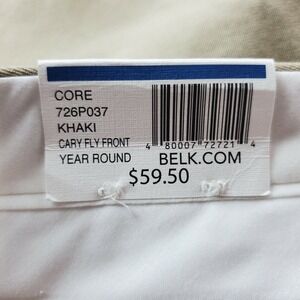 CORE
726P037
KHAKI
CARY FLY FRONT
YEAR ROUND
4 80007 72721 4
BELK.COM
$59.50